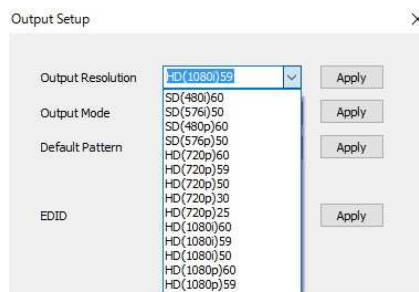 Output Setup
Output Resolution HD(1080i)59 Apply
SD(480i)60
Output Mode SD(576i)50 Apply
SD(480p)60
Default Pattern SD(576p)50 Apply
HD(720p)60
HD(720p)59
HD(720p)50
HD(720p)30
EDID HD(720p)25 Apply
HD(1080i)60
HD(1080i)59
HD(1080i)50
HD(1080p)60
HD(1080p)59